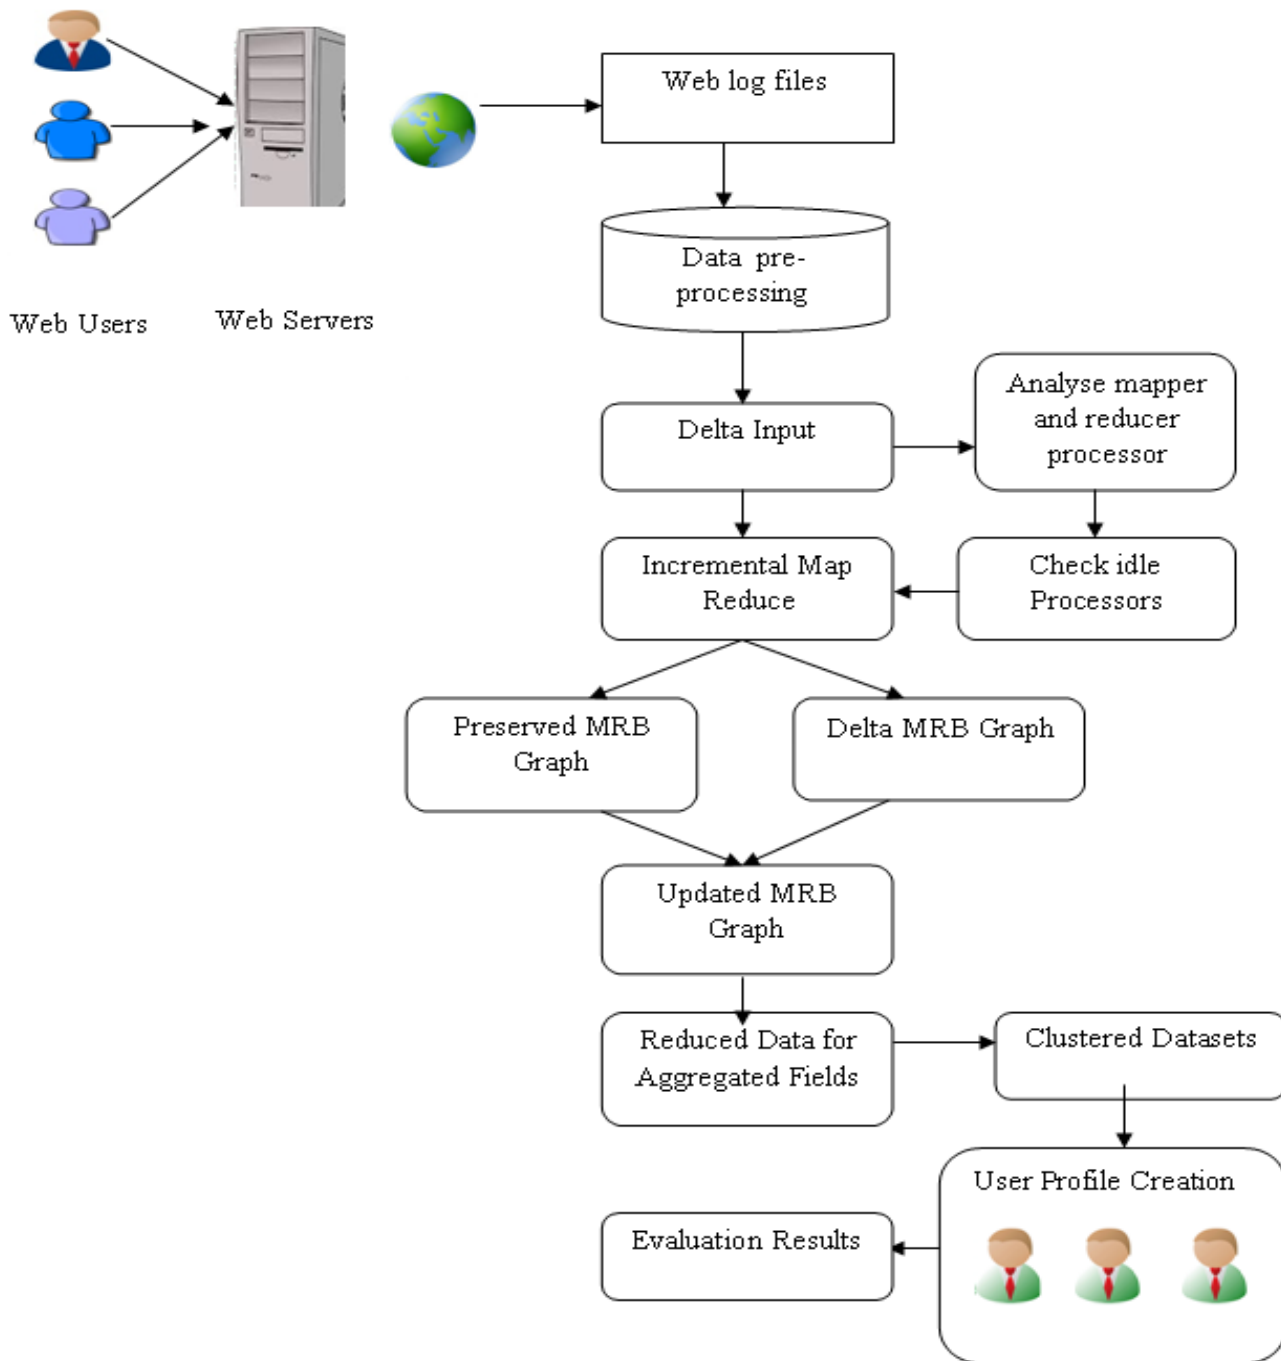 Web log files
Data pre-
processing
Web Users
Web Servers
Analyse mapper
and reducer
processor
Delta Input
Incremental Map
Reduce
Check idle
Processors
Preserved MRB
Graph
Delta MRB Graph
Updated MRB
Graph
Reduced Data for
Aggregated Fields
Clustered Datasets
User Profile Creation
Evaluation Results